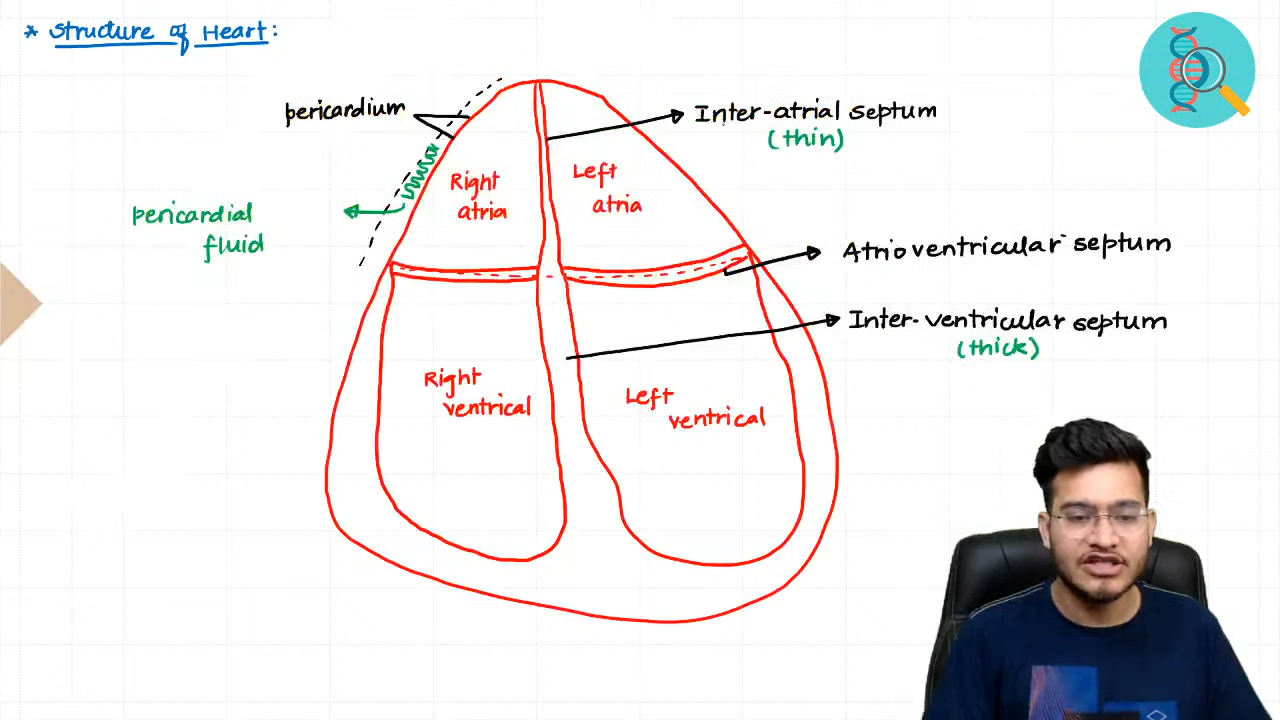 * Structure of Heart:
pericardium
Inter-atrial septum
(thin)
Right
atria
Left
atria
pericardial
fluid
Atrioventricular septum
Inter-ventricular septum
(thick)
Right
ventrical
Left
ventrical